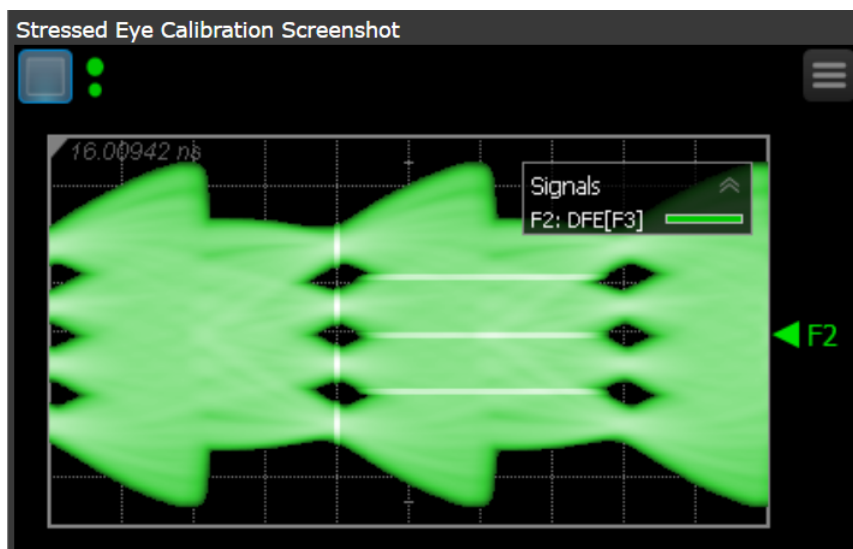 Stressed Eye Calibration Screenshot
16.00942 ns
Signals
F2: DFE[F3]
F2